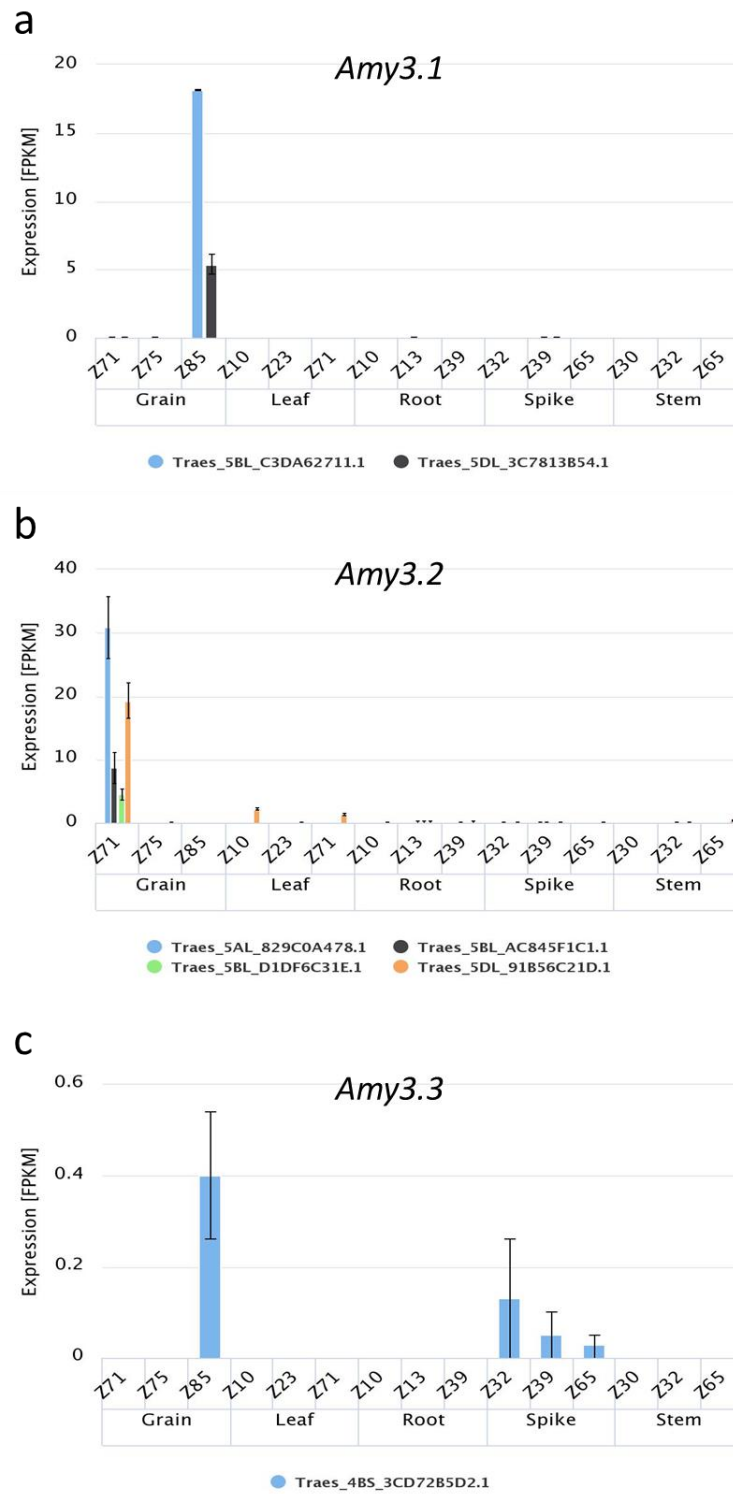 a
Amy3.1
Expression [FPKM]
20
15
10
5
0
Z71 Z75 Z85 Z10 Z23 Z71 Z10 Z13 Z39 Z32 Z39 Z65 Z30 Z32 Z65
Grain Leaf Root Spike Stem
Traes_5BL_C3DA62711.1 Traes_5DL_3C7813B54.1
b
Amy3.2
Expression [FPKM]
40
30
20
10
0
Z71 Z75 Z85 Z10 Z23 Z71 Z10 Z13 Z39 Z32 Z39 Z65 Z30 Z32 Z65
Grain Leaf Root Spike Stem
Traes_5AL_829C0A478.1 Traes_5BL_AC845F1C1.1
Traes_5BL_D1DF6C31E.1 Traes_5DL_91B56C21D.1
c
Amy3.3
Expression [FPKM]
0.6
0.4
0.2
0
Z71 Z75 Z85 Z10 Z23 Z71 Z10 Z13 Z39 Z32 Z39 Z65 Z30 Z32 Z65
Grain Leaf Root Spike Stem
Traes_4BS_3CD72B5D2.1